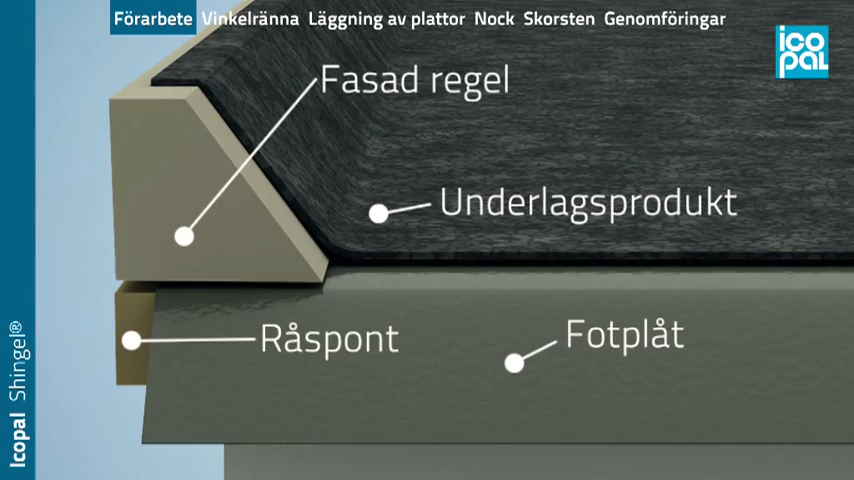 Förarbete Vinkelränna Läggning av plattor Nock Skorsten Genomföringar
icopal
Fasad regel
Underlagsprodukt
Råspont
Fotplåt
Icopal Shingel®